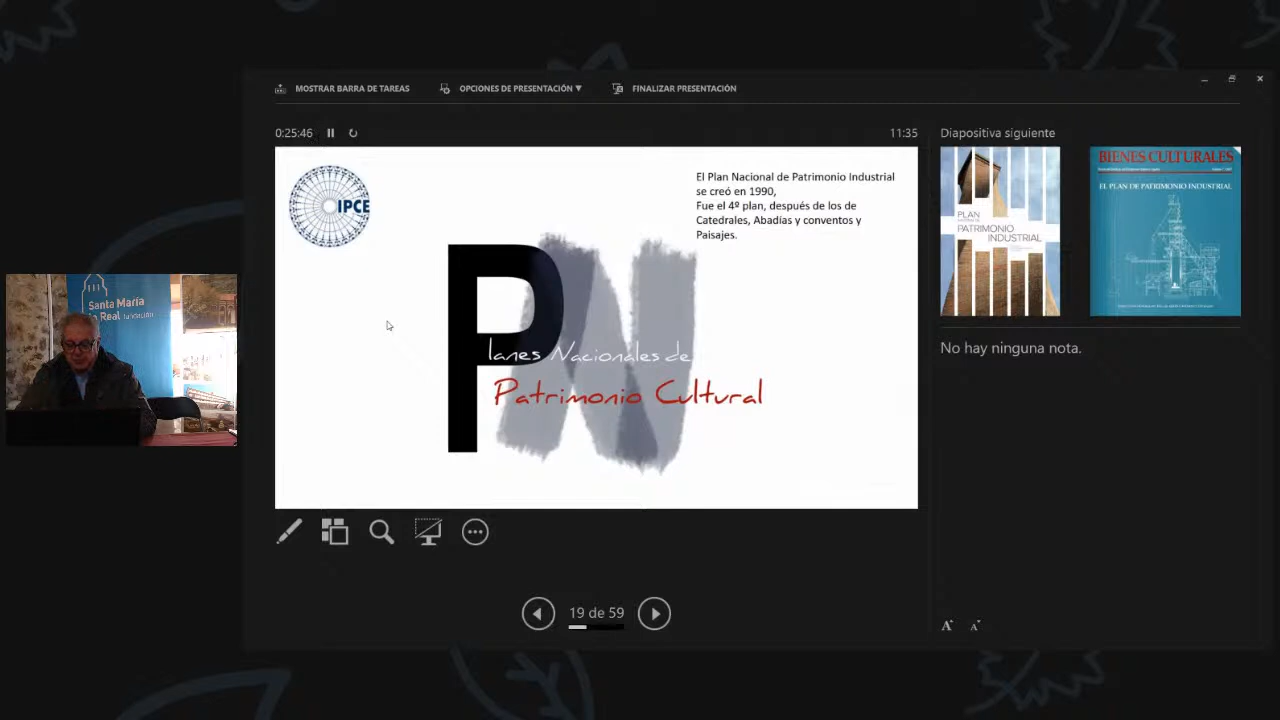 MOSTRAR BARRA DE TAREAS
OPCIONES DE PRESENTACIÓN ▼
FINALIZAR PRESENTACIÓN
0:25:46
11:35
Diapositiva siguiente
IPCE
El Plan Nacional de Patrimonio Industrial
se creó en 1990,
Fue el 4º plan, después de los de
Catedrales, Abadías y conventos y
Paisajes.
PN
lanes Nacionales de
Patrimonio Cultural
PLAN
PATRIMONIO
INDUSTRIAL
BIENES CULTURALES
EL PLAN DE PATRIMONIO INDUSTRIAL
No hay ninguna nota.
Santa María
Real fundación
19 de 59
A A